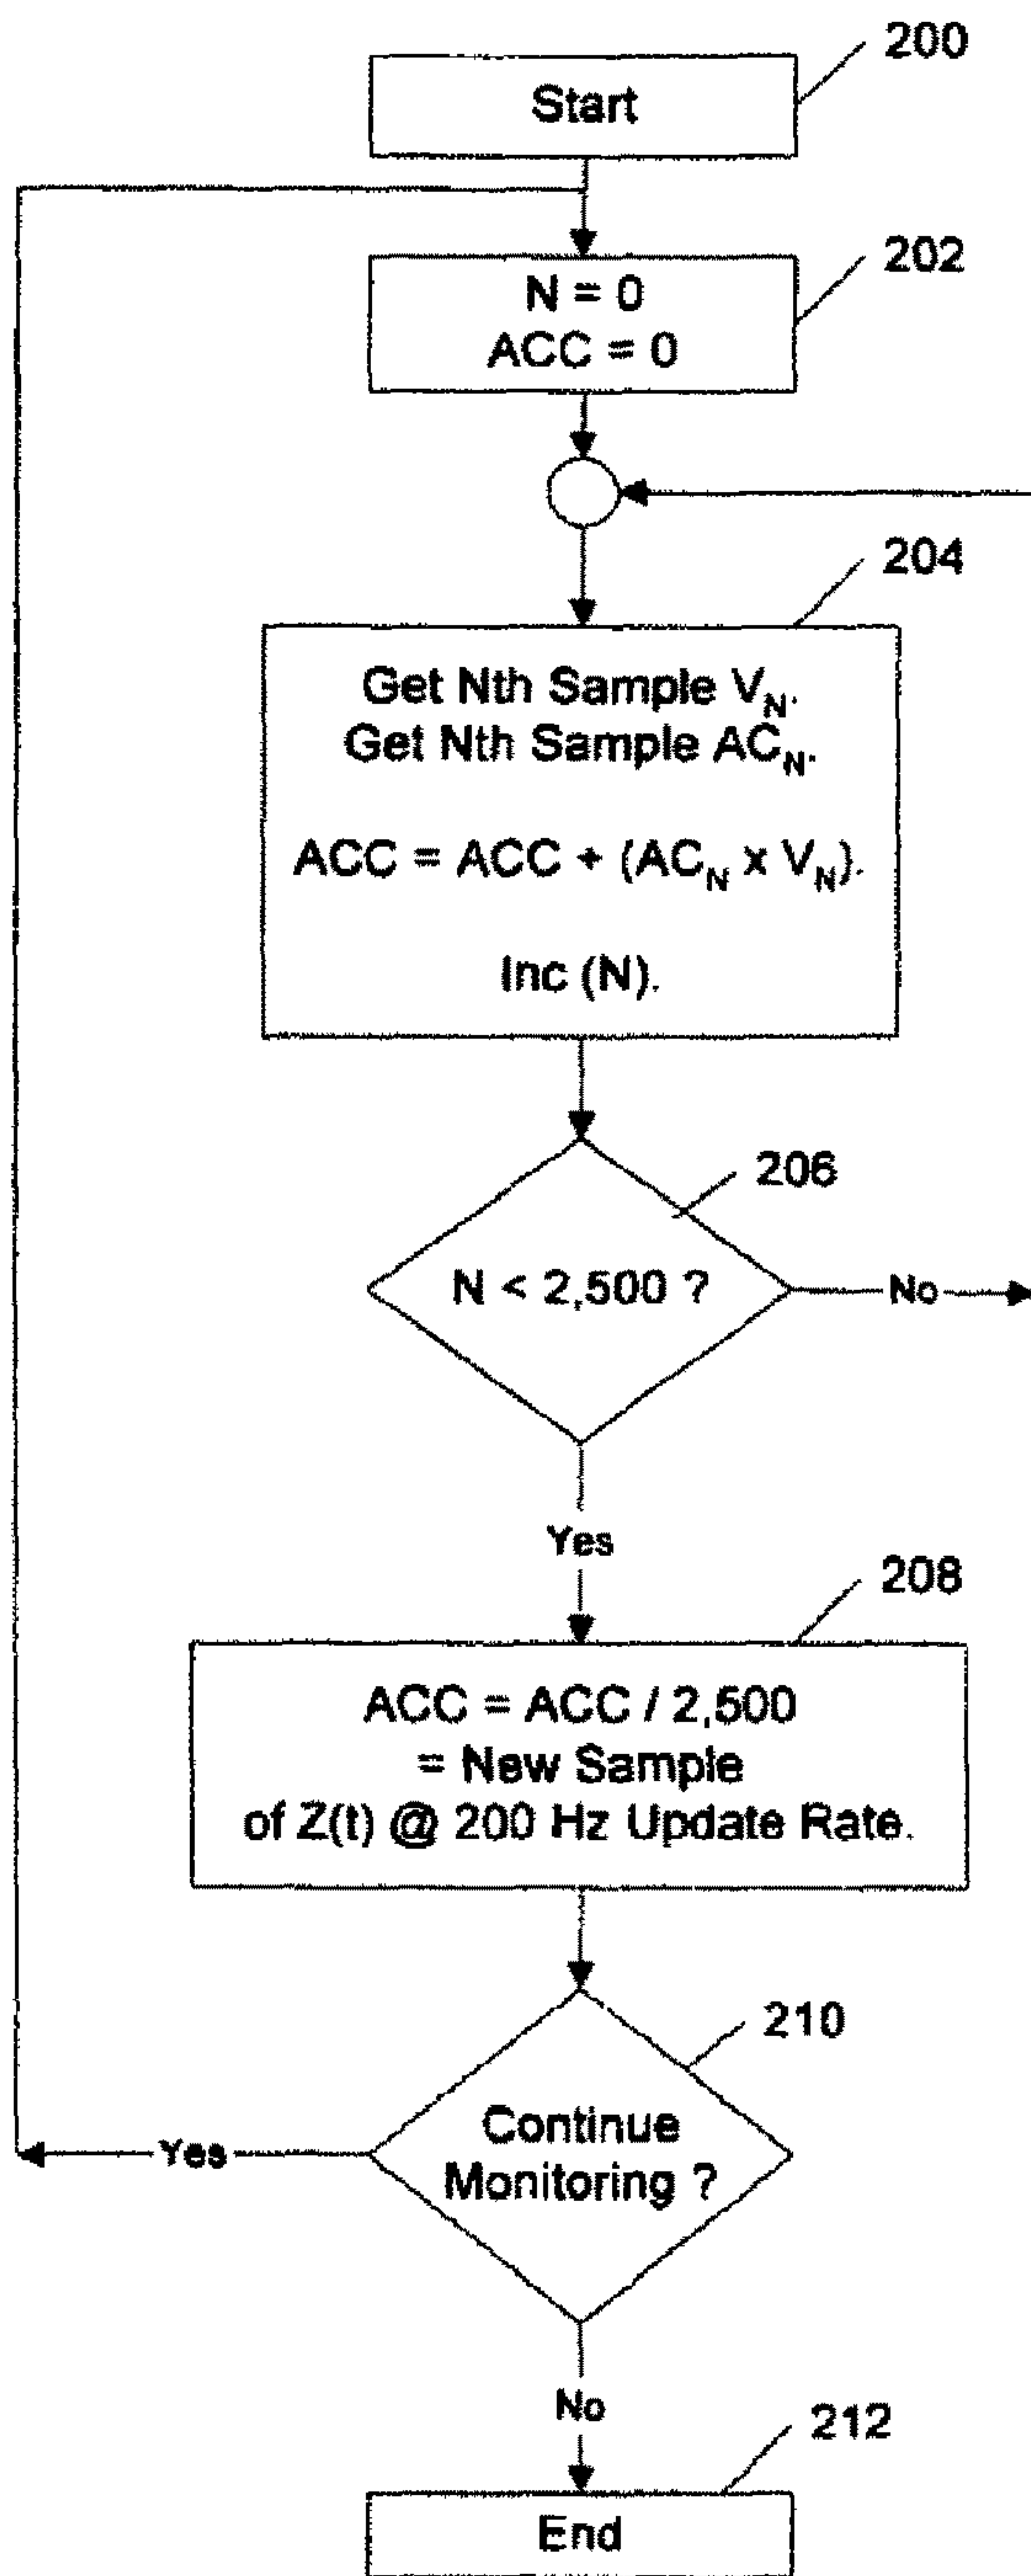 200
Start
202
N = 0
ACC = 0
204
Get Nth Sample V_N.
Get Nth Sample AC_N.
ACC = ACC + (AC_N x V_N).
Inc (N).
206
N < 2,500 ?
No
Yes
208
ACC = ACC / 2,500
= New Sample
of Z(t) @ 200 Hz Update Rate.
210
Continue
Monitoring ?
Yes
No
212
End